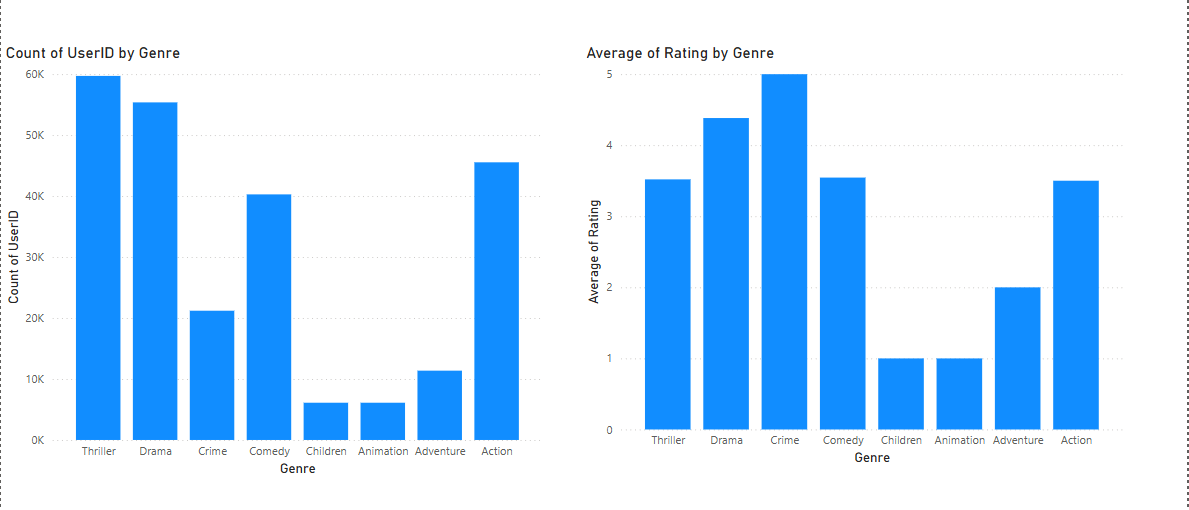 Count of UserID by Genre
60K
50K
40K
30K
20K
10K
0K
Count of UserID
Thriller Drama Crime Comedy Children Animation Adventure Action
Genre
Average of Rating by Genre
5
4
3
2
1
0
Average of Rating
Thriller Drama Crime Comedy Children Animation Adventure Action
Genre